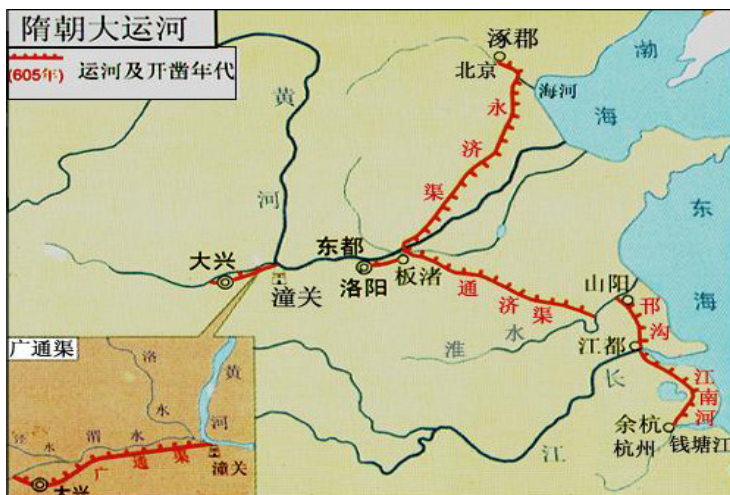 隋朝大运河
(605年) 运河及开凿年代
涿郡
北京
海河
渤
海
黄
河
永
济
渠
东
海
大兴
潼关
东都
洛阳
板渚
通
济
渠
山阳
邗
沟
淮
水
江都
长
江
江
南
河
余杭
杭州
钱塘江
广通渠
洛
水
黄
河
泾
水
渭
水
广
通
渠
潼关
大兴